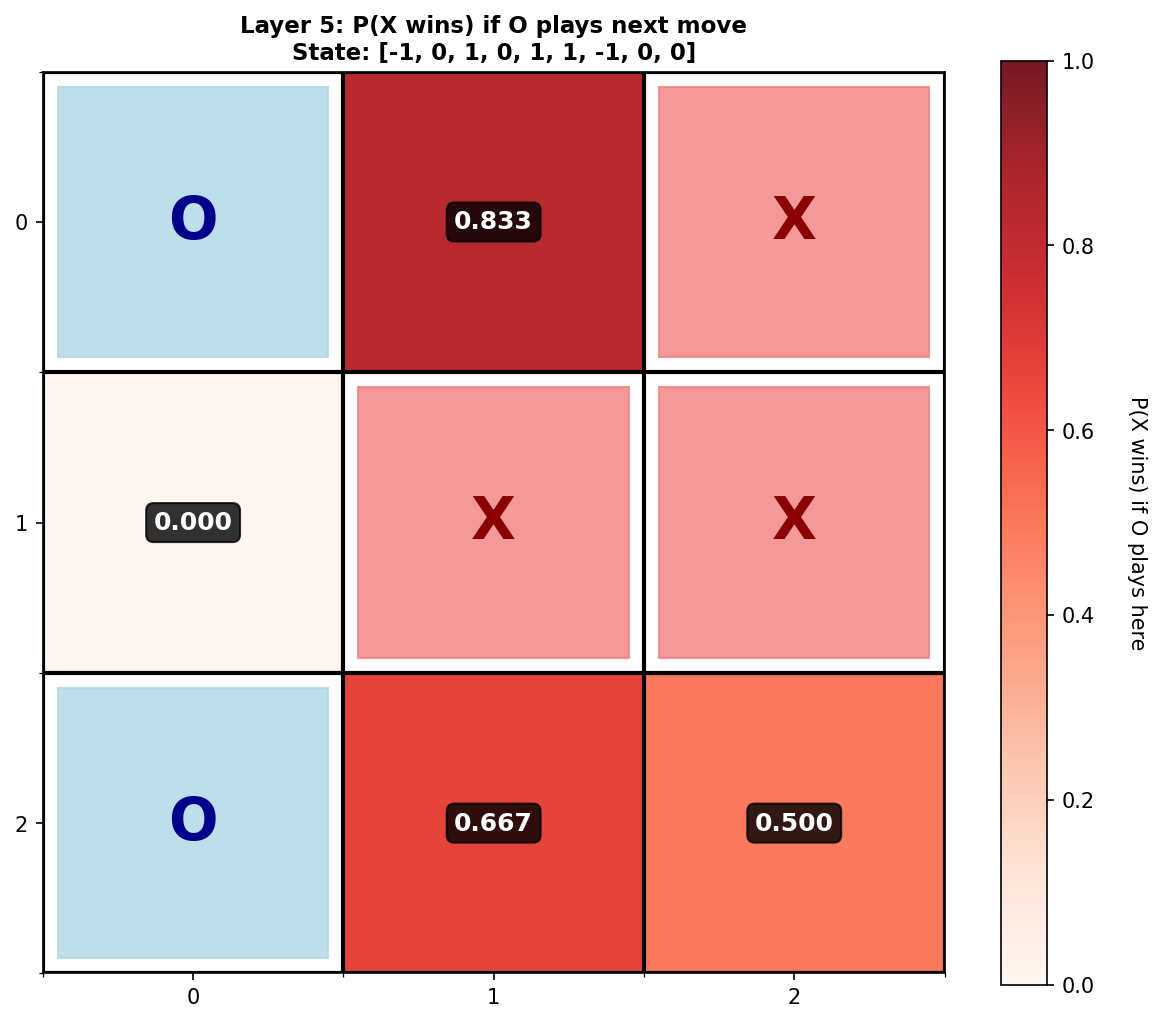 Layer 5: P(X wins) if O plays next move
State: [-1, 0, 1, 0, 1, 1, -1, 0, 0]
O
0.833
X
0.000
X
X
O
0.667
0.500
0
1
2
0
1
2
1.0
0.8
0.6
0.4
0.2
0.0
P(X wins) if O plays here